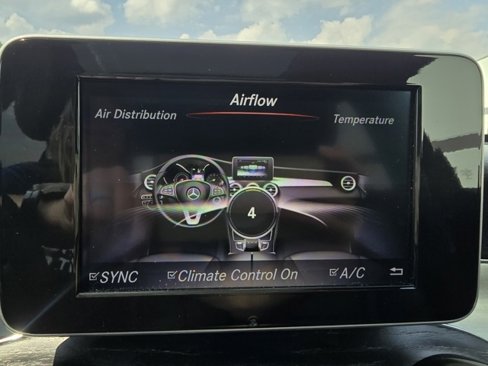 Airflow
Air Distribution
Temperature
4
SYNC
Climate Control On
A/C